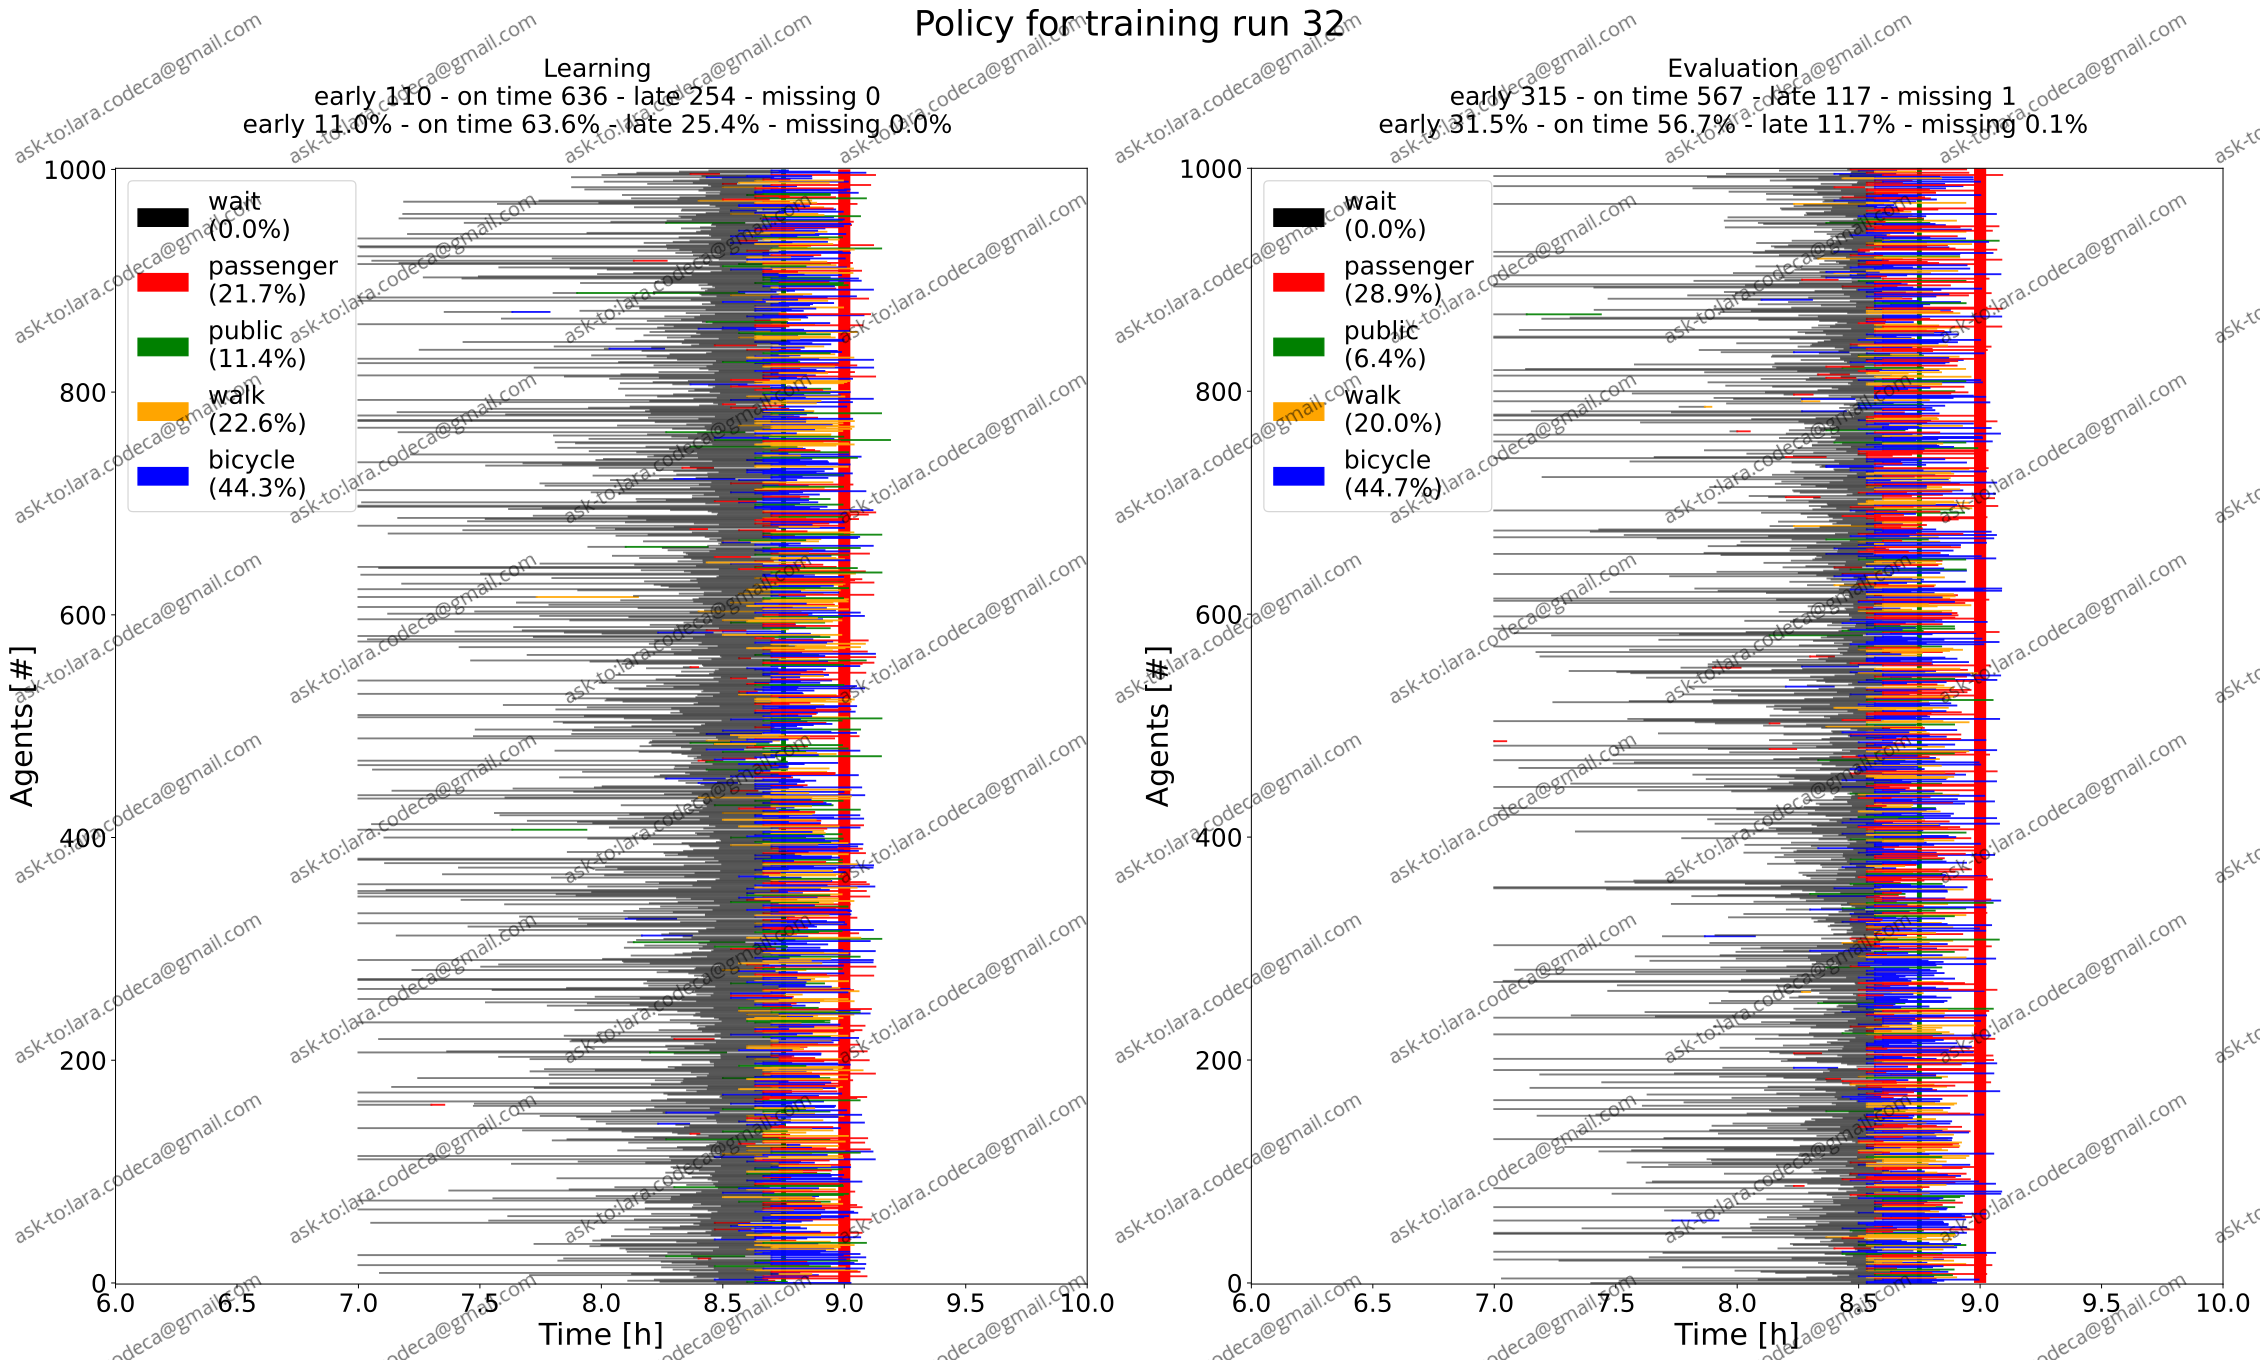 Policy for training run 32
Learning
early 110 - on time 636 - late 254 - missing 0
early 11.0% - on time 63.6% - late 25.4% - missing 0.0%
Agents [#]
1000
800
600
400
200
0
wait
(0.0%)
passenger
(21.7%)
public
(11.4%)
walk
(22.6%)
bicycle
(44.3%)
6.0 6.5 7.0 7.5 8.0 8.5 9.0 9.5 10.0
Time [h]
Evaluation
early 315 - on time 567 - late 117 - missing 1
early 31.5% - on time 56.7% - late 11.7% - missing 0.1%
Agents [#]
1000
800
600
400
200
0
wait
(0.0%)
passenger
(28.9%)
public
(6.4%)
walk
(20.0%)
bicycle
(44.7%)
6.0 6.5 7.0 7.5 8.0 8.5 9.0 9.5 10.0
Time [h]
ask-to:lara.codeca@gmail.com